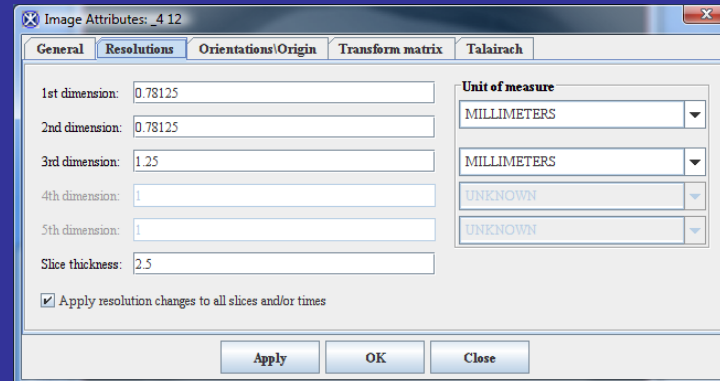 Image Attributes: _4 12
General Resolutions Orientations\Origin Transform matrix Talairach
Unit of measure
1st dimension: 0.78125
MILLIMETERS
2nd dimension: 0.78125
3rd dimension: 1.25 MILLIMETERS
4th dimension: 1 UNKNOWN
5th dimension: 1 UNKNOWN
Slice thickness: 2.5
Apply resolution changes to all slices and/or times
Apply OK Close